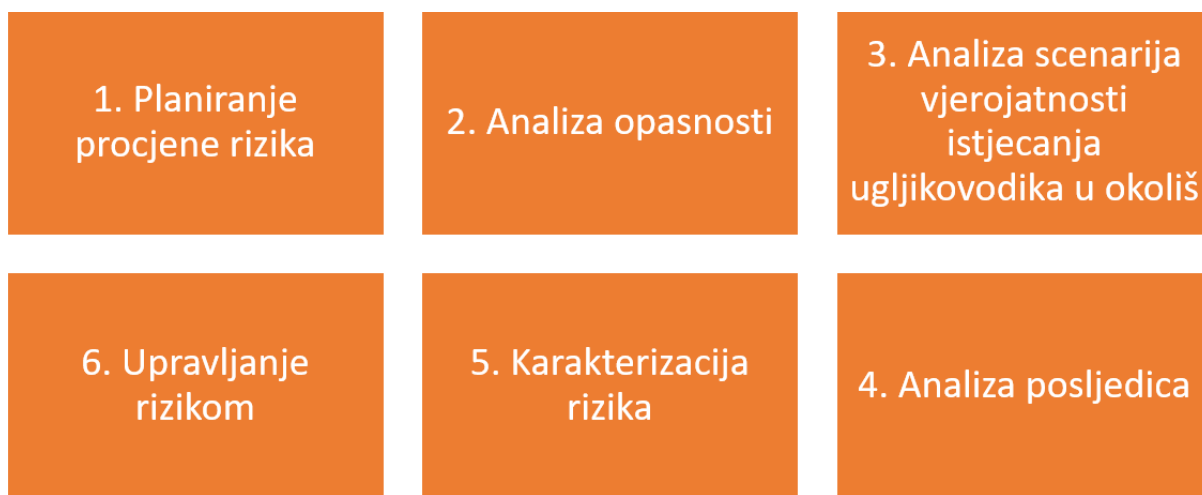 1. Planiranje
procjene rizika
2. Analiza opasnosti
3. Analiza scenarija
vjerojatnosti
istjecanja
ugljikovodika u okoliš
6. Upravljanje
rizikom
5. Karakterizacija
rizika
4. Analiza posljedica